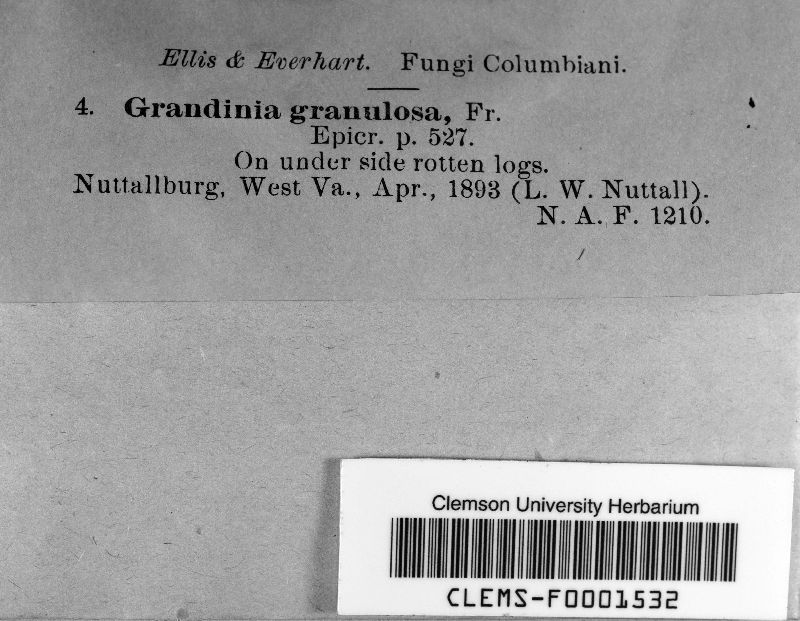 Ellis & Everhart. Fungi Columbiani.
4. Grandinia granulosa, Fr.
Epicr. p. 527.
On under side rotten logs.
Nuttallburg, West Va., Apr., 1893 (L. W. Nuttall).
N. A. F. 1210.
Clemson University Herbarium
CLEMS-F0001532